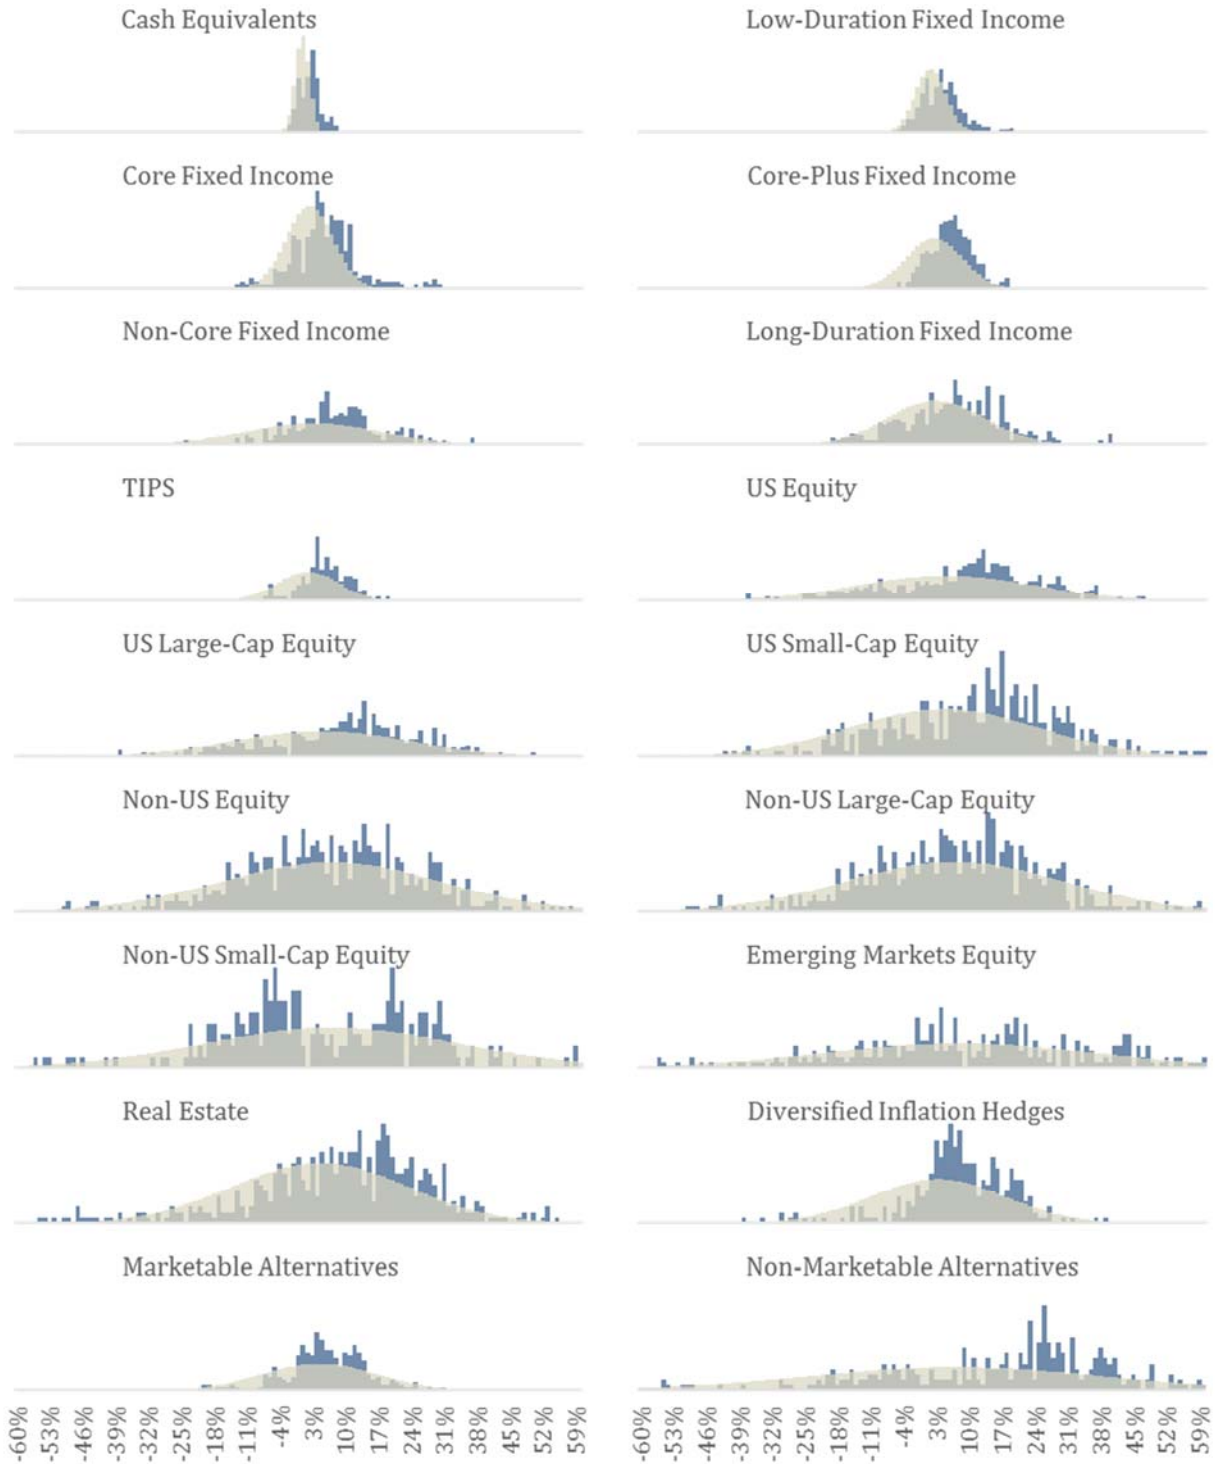 Cash Equivalents
Low-Duration Fixed Income
Core Fixed Income
Core-Plus Fixed Income
Non-Core Fixed Income
Long-Duration Fixed Income
TIPS
US Equity
US Large-Cap Equity
US Small-Cap Equity
Non-US Equity
Non-US Large-Cap Equity
Non-US Small-Cap Equity
Emerging Markets Equity
Real Estate
Diversified Inflation Hedges
Marketable Alternatives
Non-Marketable Alternatives
-60% -53% -46% -39% -32% -25% -18% -11% -4% 3% 10% 17% 24% 31% 38% 45% 52% 59%
-60% -53% -46% -39% -32% -25% -18% -11% -4% 3% 10% 17% 24% 31% 38% 45% 52% 59%